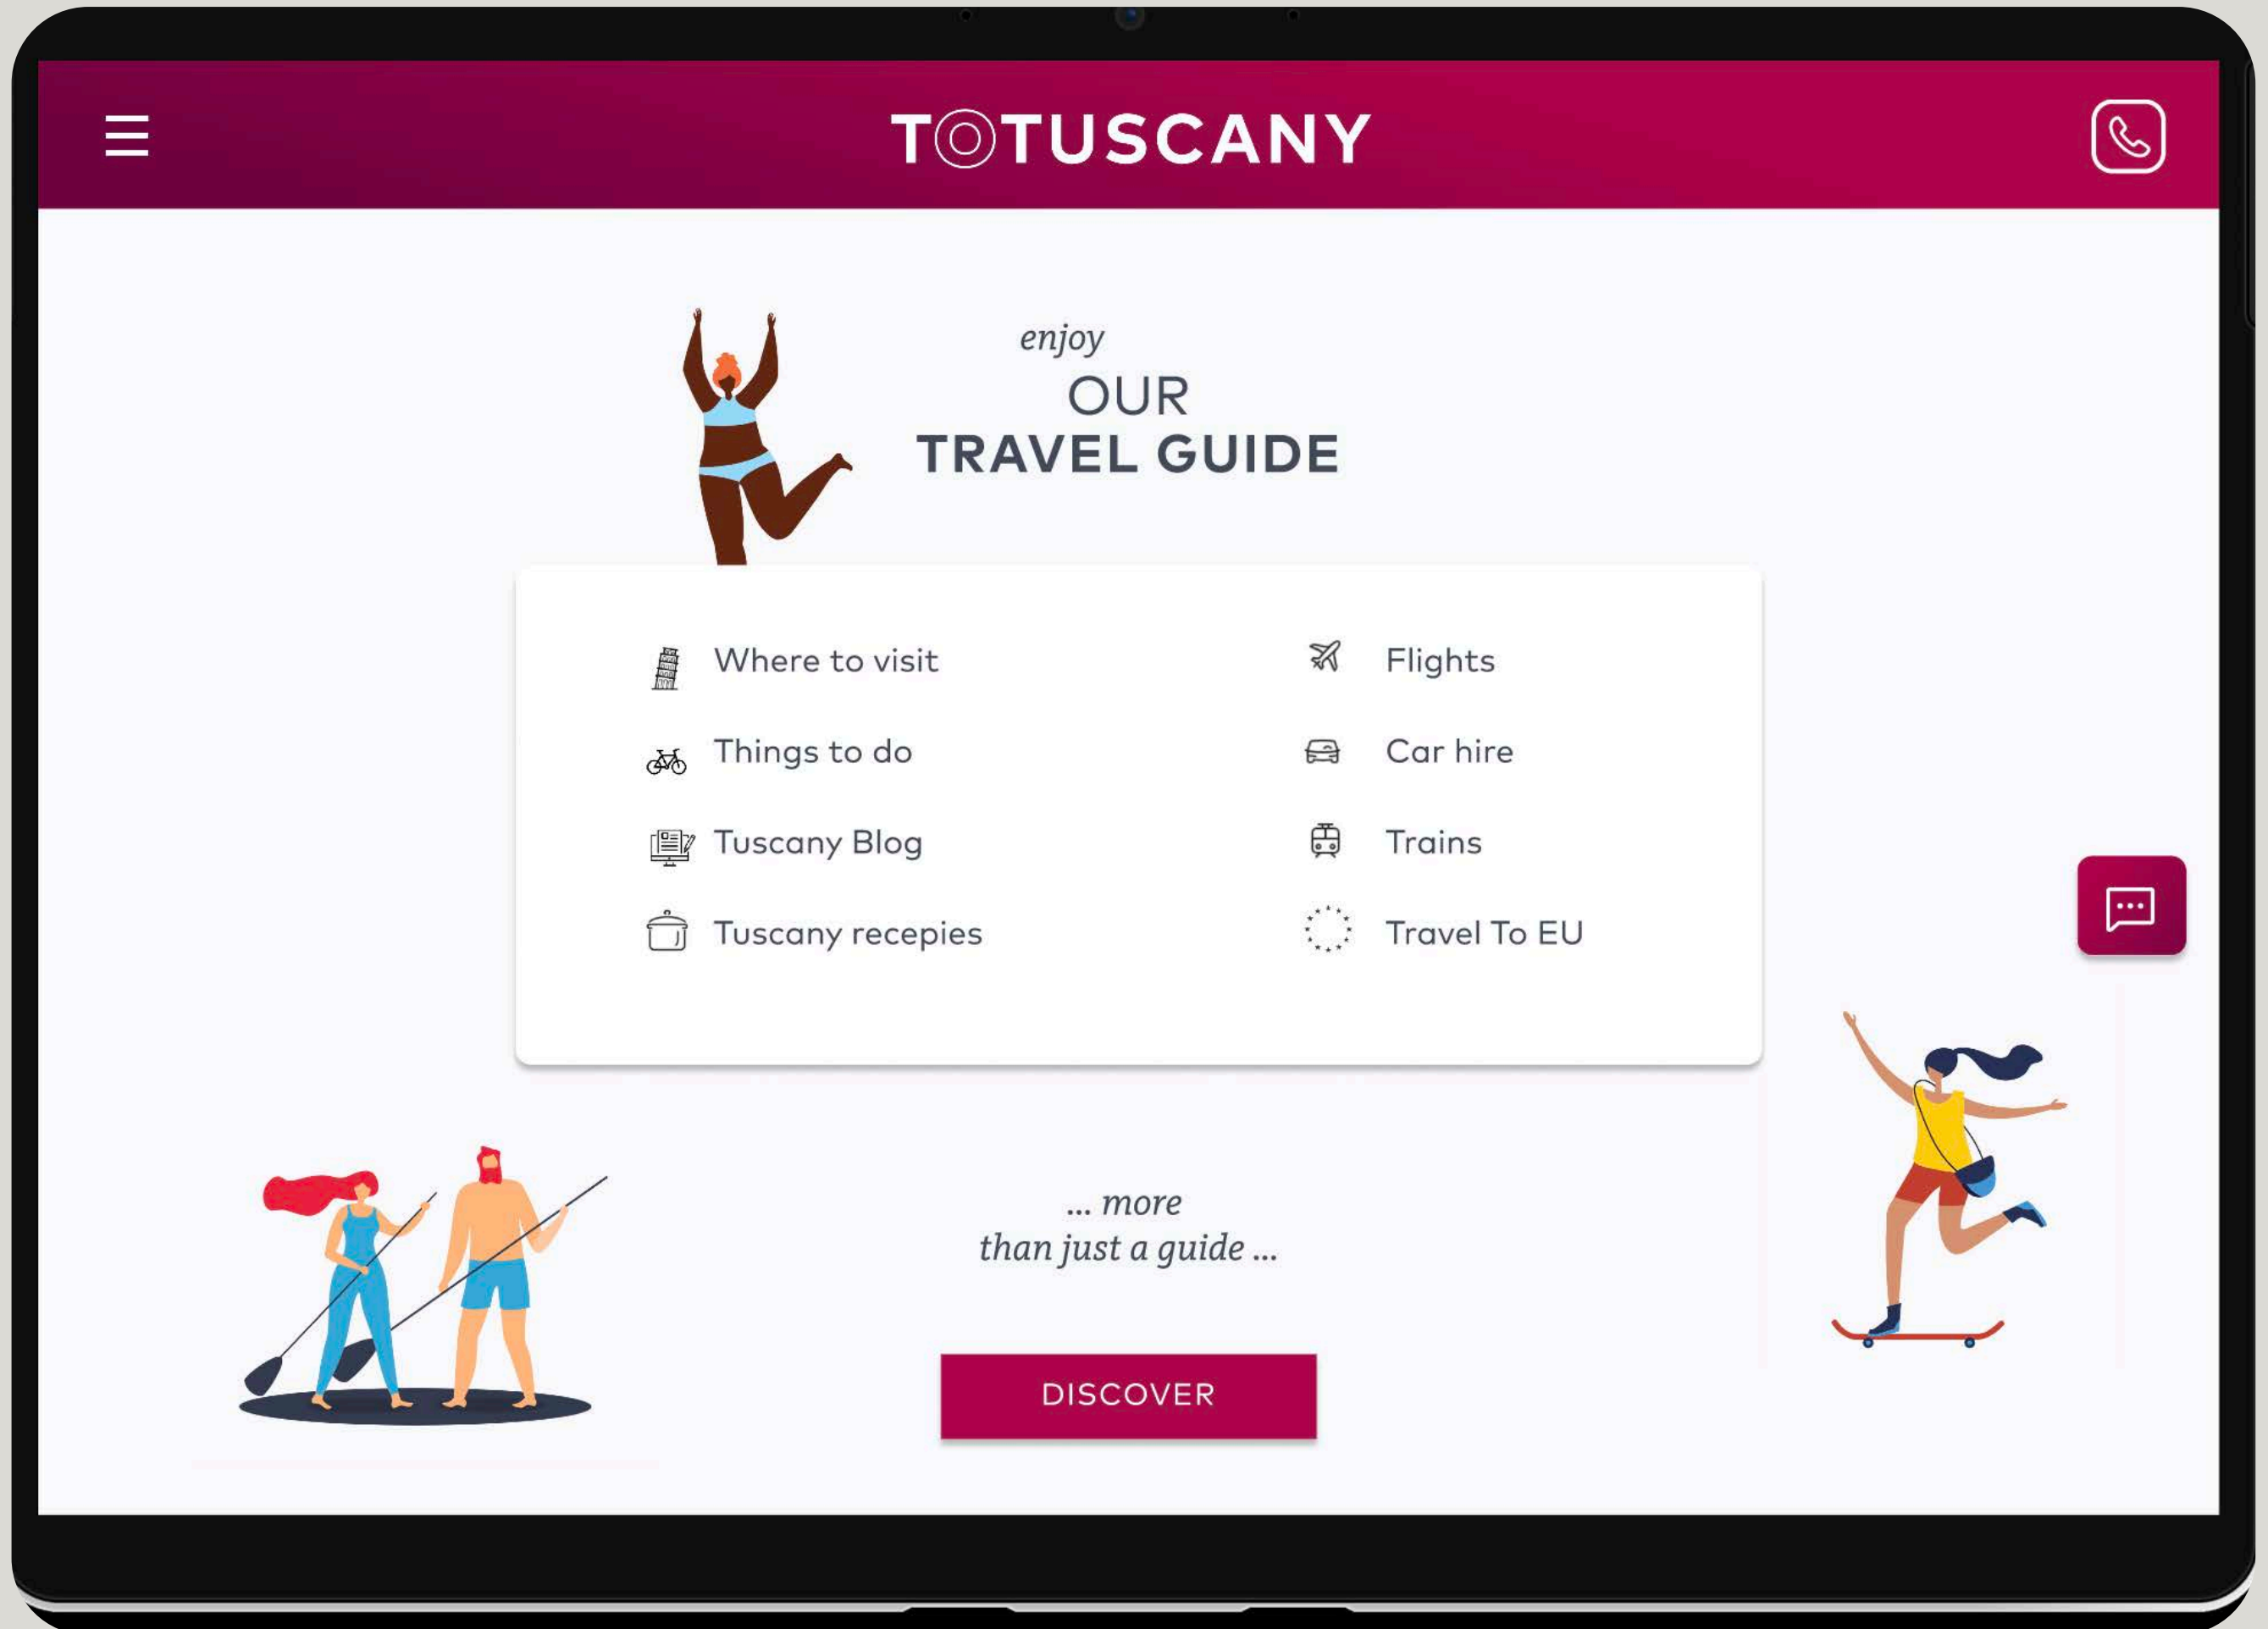 TOTUSCANY
enjoy
OUR
TRAVEL GUIDE
Where to visit
Things to do
Tuscany Blog
Tuscany recepies
Flights
Car hire
Trains
Travel To EU
... more
than just a guide ...
DISCOVER